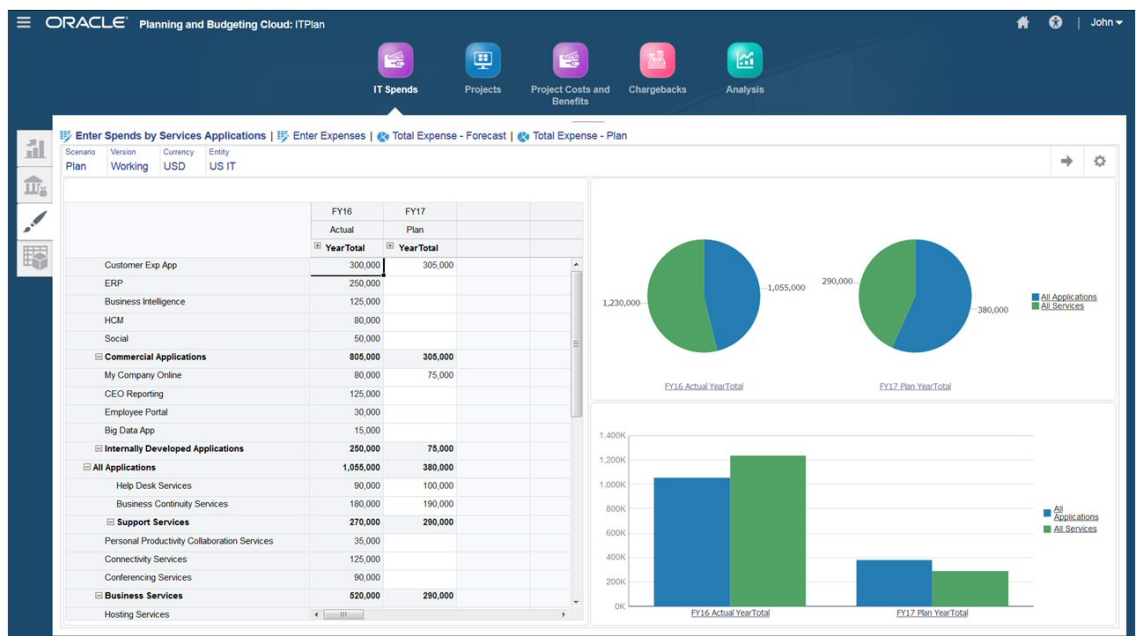 ORACLE Planning and Budgeting Cloud: ITPlan
John
IT Spends
Projects
Project Costs and
Benefits
Chargebacks
Analysis
Enter Spends by Services Applications | Enter Expenses | Total Expense - Forecast | Total Expense - Plan
Scenario Version Currency Entity
Plan Working USD US IT
FY16 FY17
Actual Plan
YearTotal YearTotal
Customer Exp App 300,000 305,000
ERP 250,000
Business Intelligence 125,000
HCM 80,000
Social 50,000
Commercial Applications 805,000 305,000
My Company Online 80,000 75,000
CEO Reporting 125,000
Employee Portal 30,000
Big Data App 15,000
Internally Developed Applications 250,000 75,000
All Applications 1,055,000 380,000
Help Desk Services 90,000 100,000
Business Continuity Services 180,000 190,000
Support Services 270,000 290,000
Personal Productivity Collaboration Services 35,000
Connectivity Services 125,000
Conferencing Services 90,000
Business Services 520,000 290,000
Hosting Services
1,230,000
1,055,000
FY16 Actual YearTotal
290,000
380,000
FY17 Plan YearTotal
All Applications
All Services
1,400K
1,200K
1,000K
800K
600K
400K
200K
0K
FY16 Actual YearTotal
FY17 Plan YearTotal
All
Applications
All Services